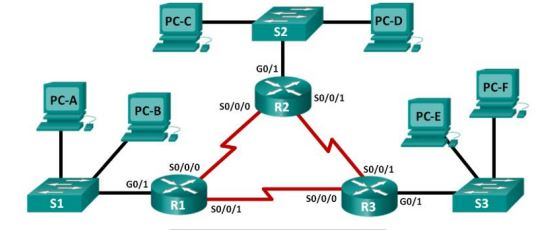 PC-C
S2
PC-D
G0/1
PC-A
PC-B
S0/0/0
R2
S0/0/1
PC-E
PC-F
S0/0/0
S0/0/1
S1
G0/1
R1
S0/0/1
S0/0/0
R3
G0/1
S3